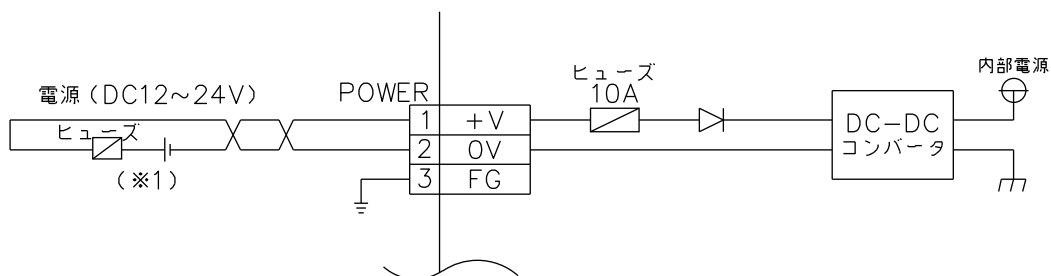 電源(DC12～24V)
ヒューズ
(※1)
POWER
1 +V
2 0V
3 FG
ヒューズ
10A
DC-DC
コンバータ
内部電源